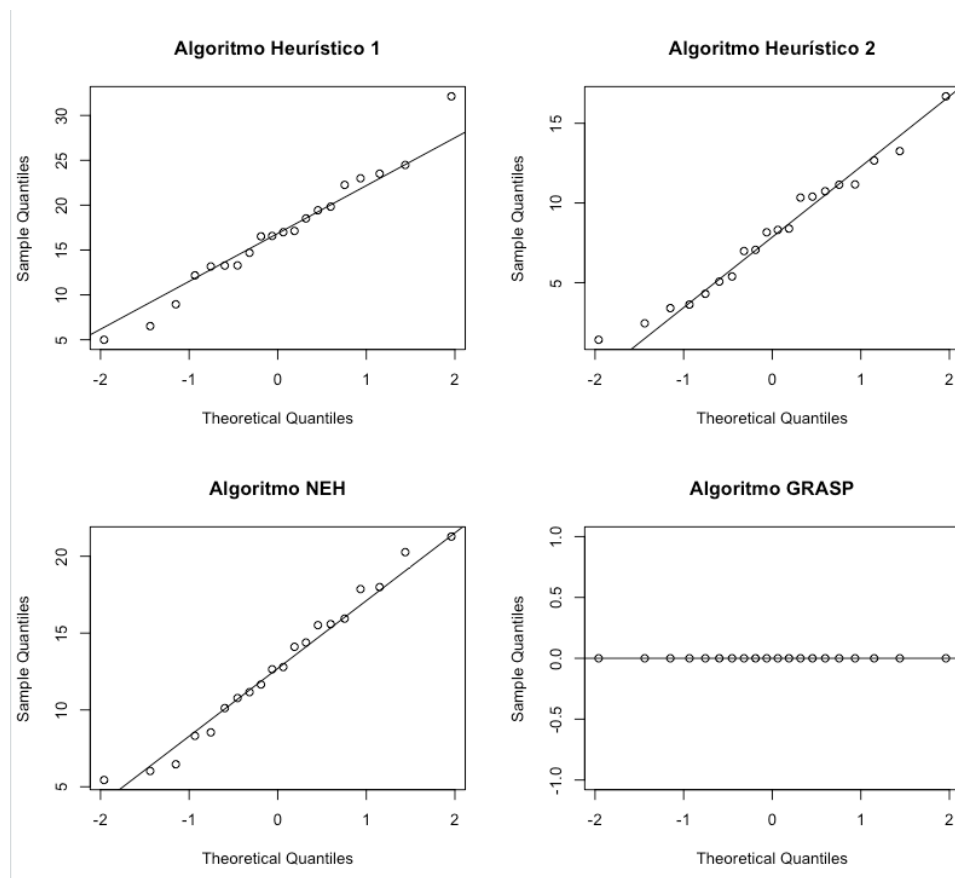 Algoritmo Heurístico 1
30
25
20
15
10
5
Sample Quantiles
-2 -1 0 1 2
Theoretical Quantiles
Algoritmo Heurístico 2
15
10
5
Sample Quantiles
-2 -1 0 1 2
Theoretical Quantiles
Algoritmo NEH
20
15
10
5
Sample Quantiles
-2 -1 0 1 2
Theoretical Quantiles
Algoritmo GRASP
1.0
0.5
0.0
-0.5
-1.0
Sample Quantiles
-2 -1 0 1 2
Theoretical Quantiles